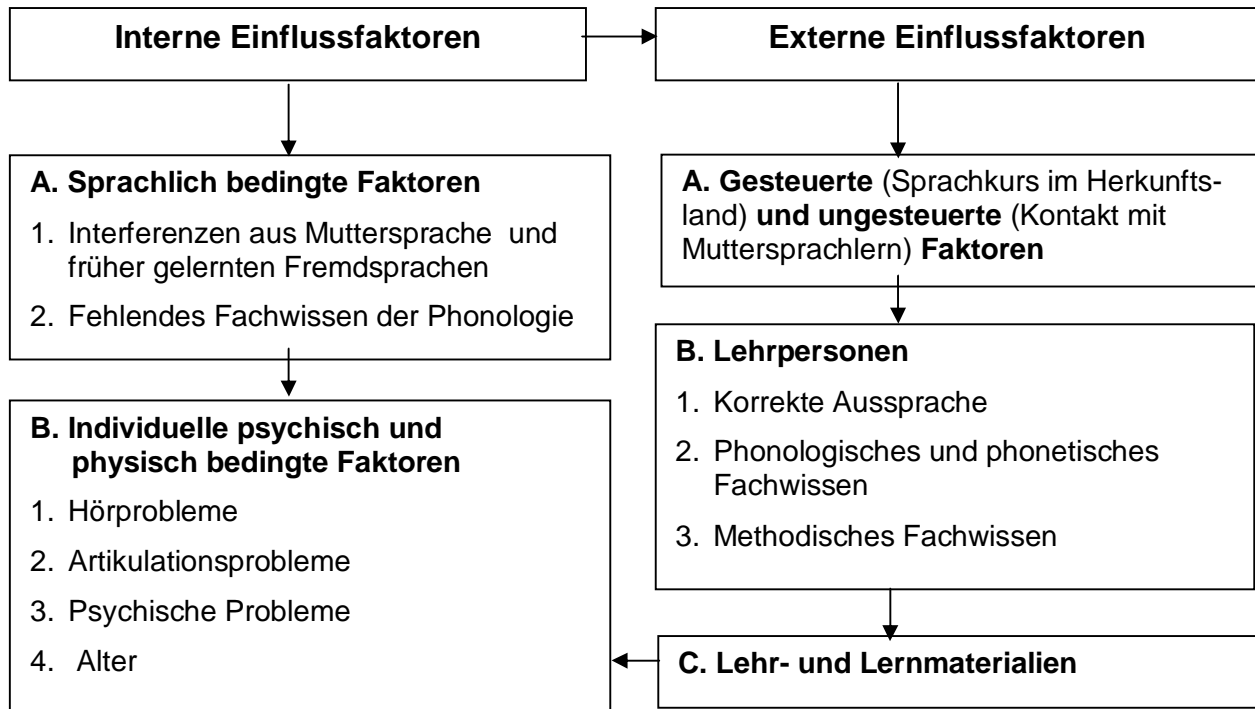 Interne Einflussfaktoren
Externe Einflussfaktoren
A. Sprachlich bedingte Faktoren
1. Interferenzen aus Muttersprache und
früher gelernten Fremdsprachen
2. Fehlendes Fachwissen der Phonologie
B. Individuelle psychisch und
physisch bedingte Faktoren
1. Hörprobleme
2. Artikulationsprobleme
3. Psychische Probleme
4. Alter
A. Gesteuerte (Sprachkurs im Herkunfts-
land) und ungesteuerte (Kontakt mit
Muttersprachlern) Faktoren
B. Lehrpersonen
1. Korrekte Aussprache
2. Phonologisches und phonetisches
Fachwissen
3. Methodisches Fachwissen
C. Lehr- und Lernmaterialien